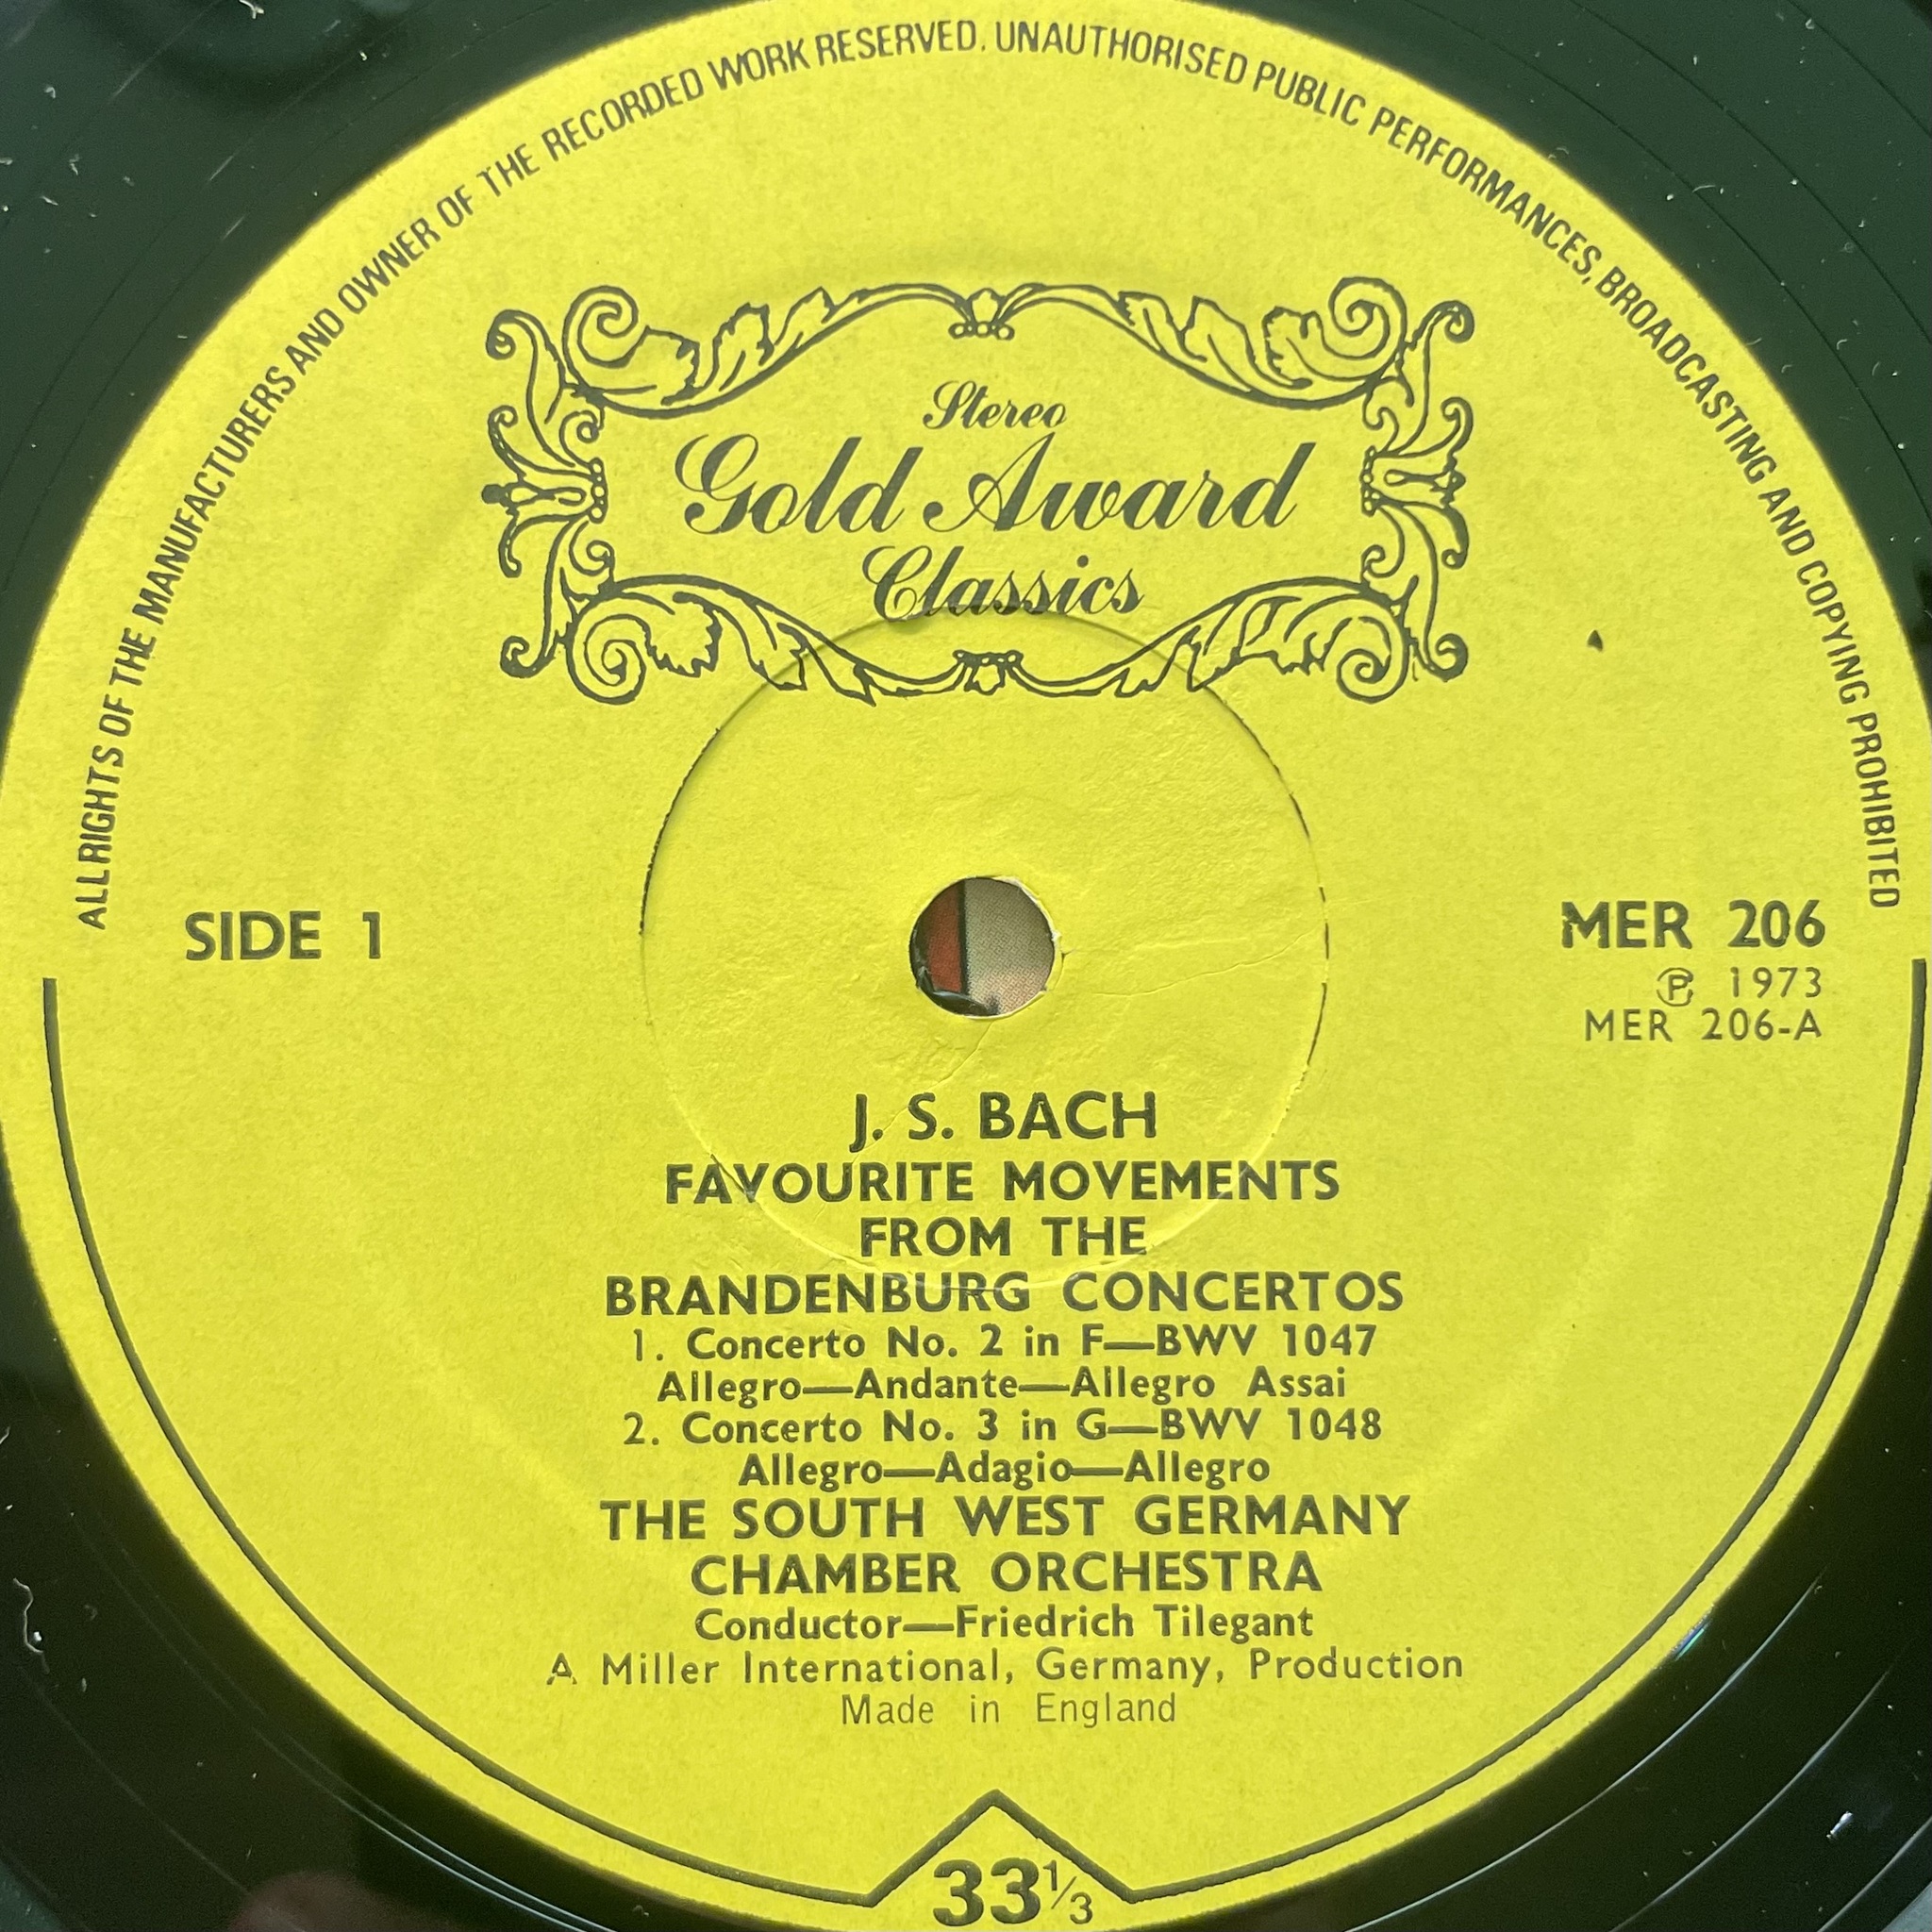 ALL RIGHTS OF THE MANUFACTURERS AND OWNER OF THE RECORDED WORK RESERVED. UNAUTHORISED PUBLIC PERFORMANCES, BROADCASTING AND COPYING PROHIBITED
Stereo
Gold Award
Classics
SIDE 1
MER 206
Ⓟ 1973
MER 206-A
J. S. BACH
FAVOURITE MOVEMENTS
FROM THE
BRANDENBURG CONCERTOS
1. Concerto No. 2 in F—BWV 1047
Allegro—Andante—Allegro Assai
2. Concerto No. 3 in G—BWV 1048
Allegro—Adagio—Allegro
THE SOUTH WEST GERMANY
CHAMBER ORCHESTRA
Conductor—Friedrich Tilegant
A Miller International, Germany, Production
Made in England
33⅓